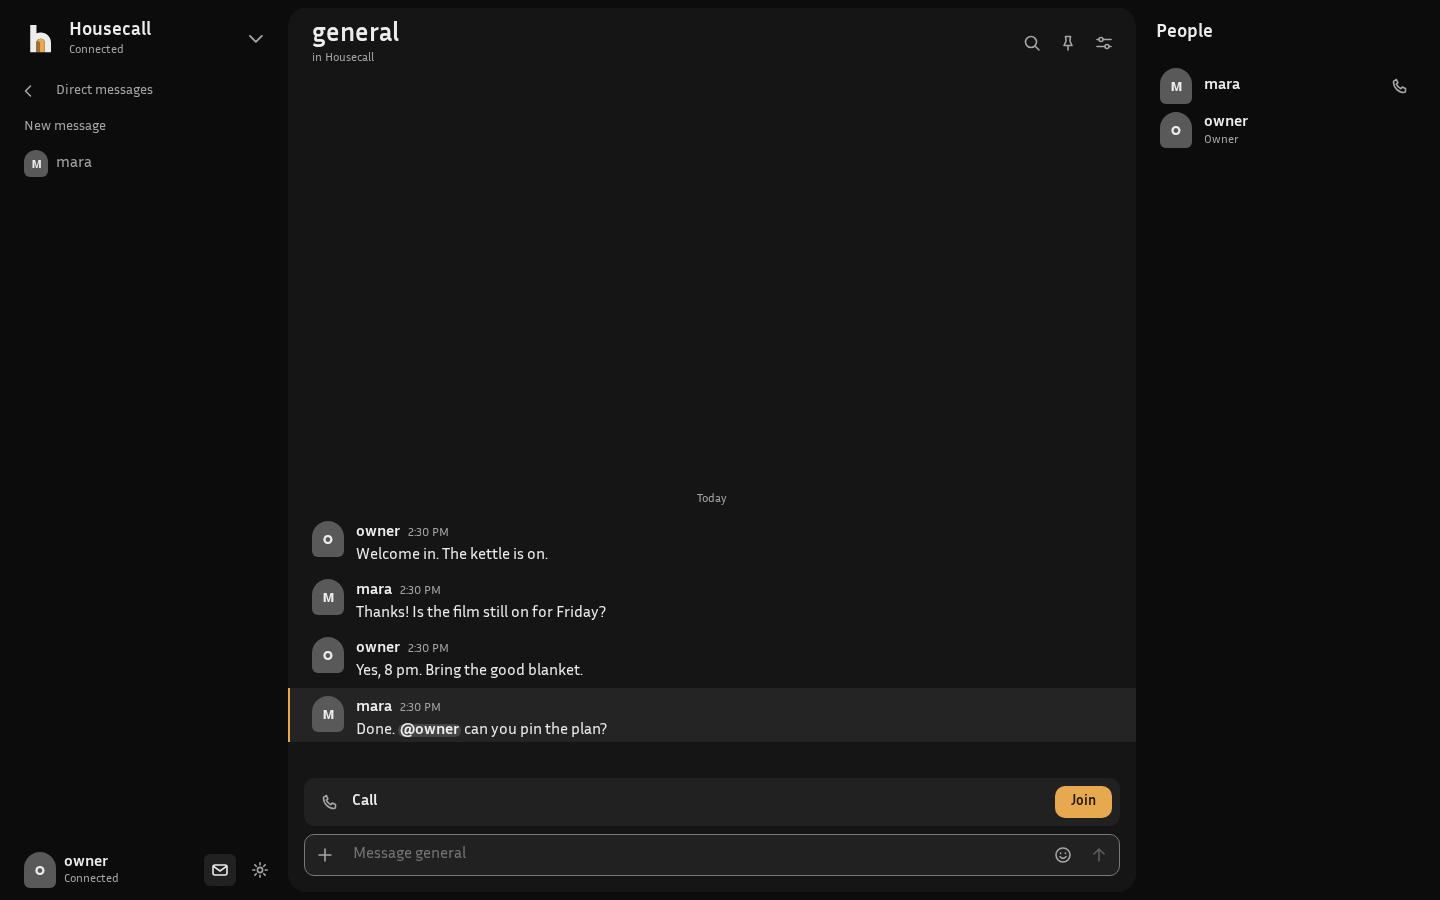 Housecall
Connected
Direct messages
New message
M mara
owner
Connected
O
general
in Housecall
Today
O owner 2:30 PM
Welcome in. The kettle is on.
M mara 2:30 PM
Thanks! Is the film still on for Friday?
O owner 2:30 PM
Yes, 8 pm. Bring the good blanket.
M mara 2:30 PM
Done. @owner can you pin the plan?
Call Join
Message general
People
M mara
O owner
Owner